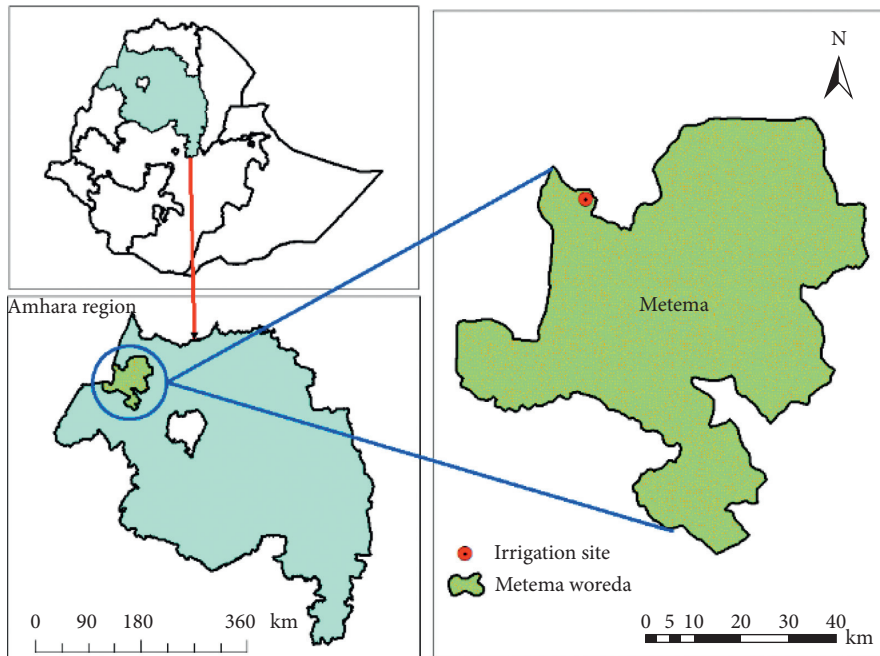 Amhara region
0 90 180 360 km
N
Metema
Irrigation site
Metema woreda
0 5 10 20 30 40 km